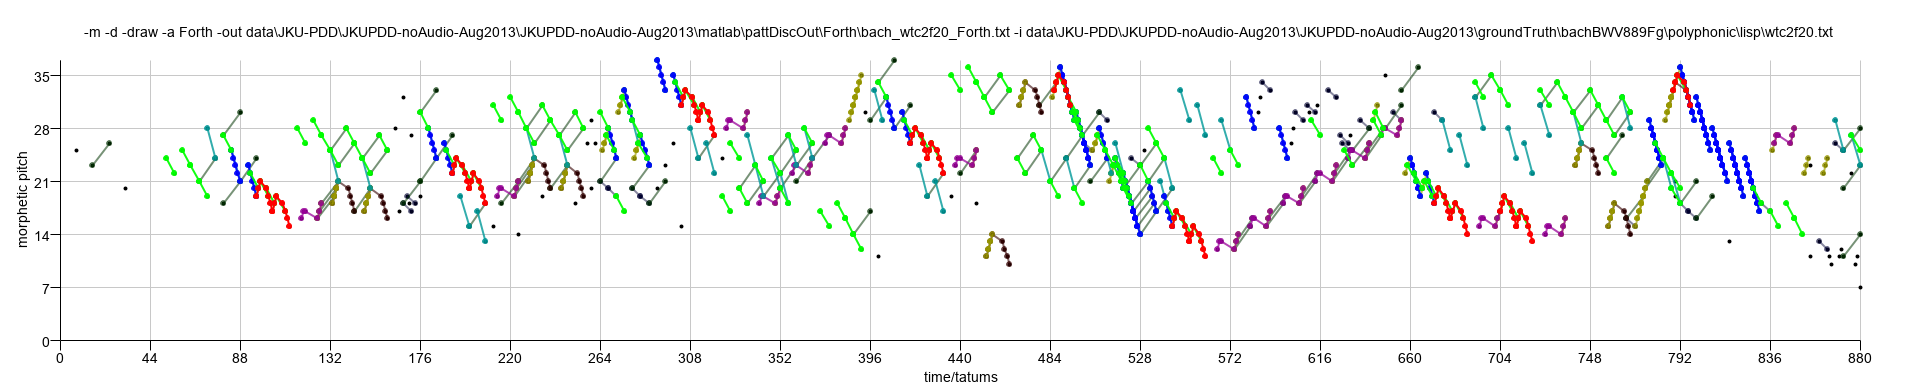 -m -d -draw -a Forth -out data\JKU-PDD\JKUPDD-noAudio-Aug2013\JKUPDD-noAudio-Aug2013\matlab\pattDiscOut\Forth\bach_wtc2f20_Forth.txt -i data\JKU-PDD\JKUPDD-noAudio-Aug2013\JKUPDD-noAudio-Aug2013\groundTruth\bachBWV889Fg\polyphonic\lisp\wtc2f20.txt
35
28
21
14
7
0
morphetic pitch
0 44 88 132 176 220 264 308 352 396 440 484 528 572 616 660 704 748 792 836 880
time/tatums